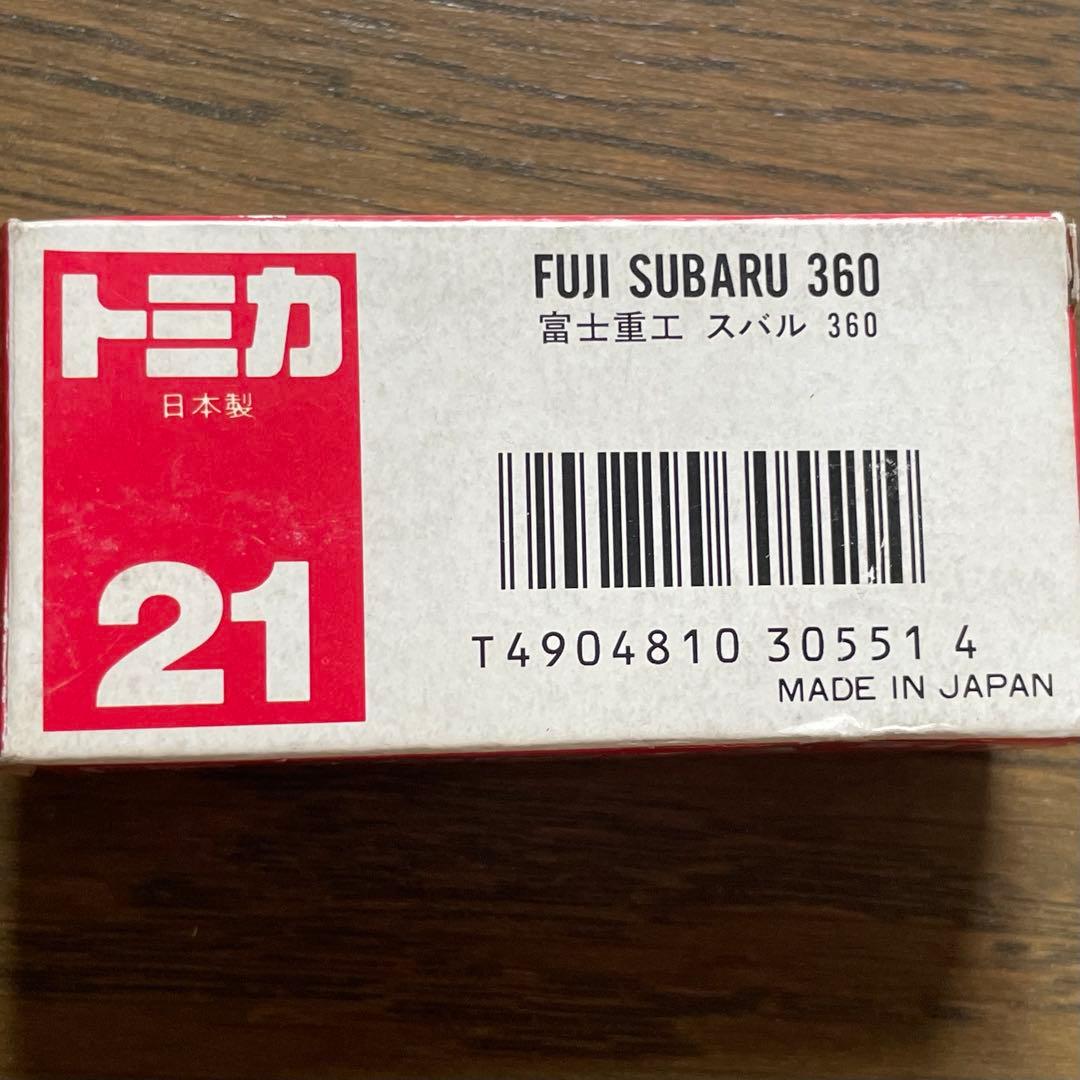 トミカ
日本製
21
FUJI SUBARU 360
富士重工 スバル 360
T4904810 30551 4
MADE IN JAPAN